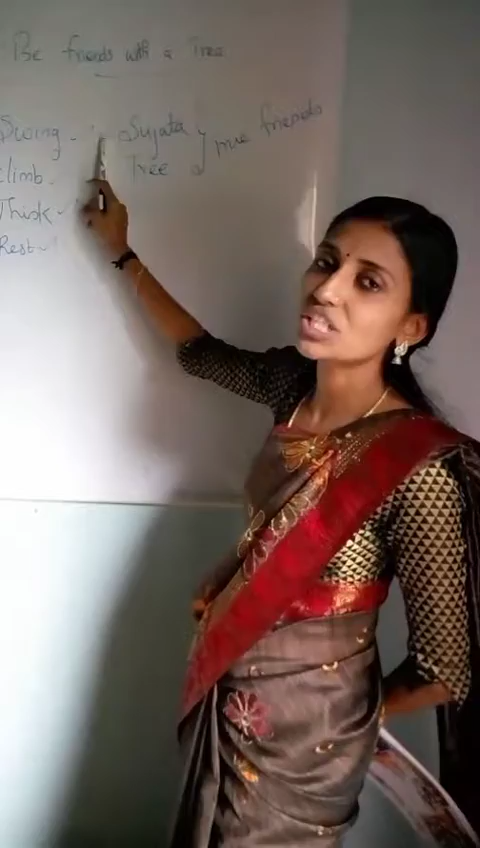 Be friends with a Tree
Swing - Sujata } true friends
Climb - Tree
Think -
Rest -